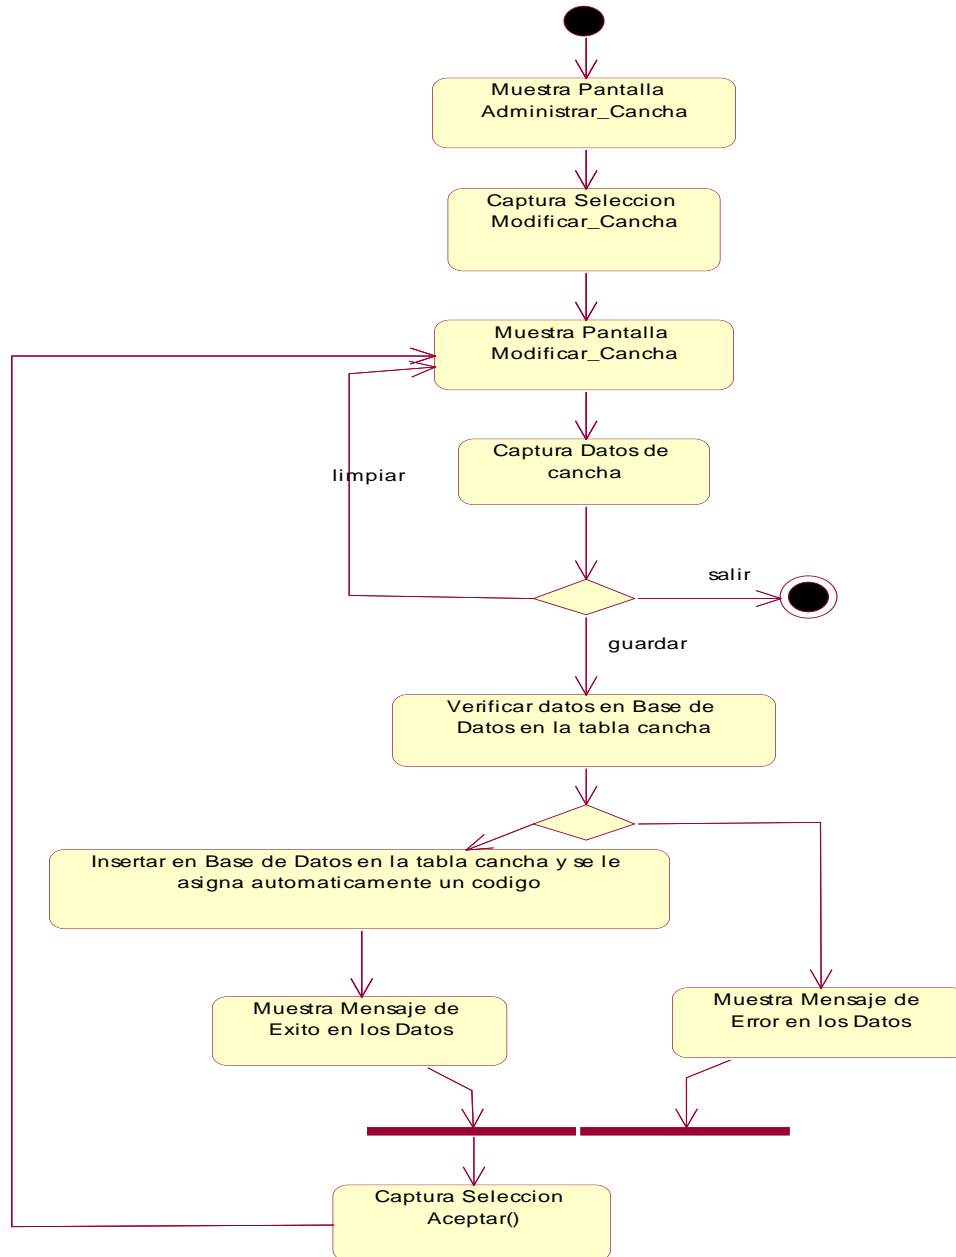 Muestra Pantalla
Administrar_Cancha
Captura Seleccion
Modificar_Cancha
Muestra Pantalla
Modificar_Cancha
Captura Datos de
cancha
limpiar
salir
guardar
Verificar datos en Base de
Datos en la tabla cancha
Insertar en Base de Datos en la tabla cancha y se le
asigna automaticamente un codigo
Muestra Mensaje de
Exito en los Datos
Muestra Mensaje de
Error en los Datos
Captura Seleccion
Aceptar()